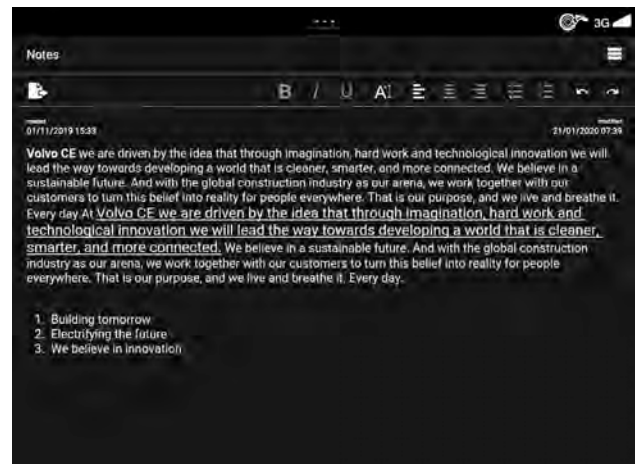 3G
Notes
B I U A
created
modified
01/11/2019 15:33
21/01/2020 07:39
Volvo CE we are driven by the idea that through imagination, hard work and technological innovation we will
lead the way towards developing a world that is cleaner, smarter, and more connected. We believe in a
sustainable future. And with the global construction industry as our arena, we work together with our
customers to turn this belief into reality for people everywhere. That is our purpose, and we live and breathe it.
Every day At Volvo CE we are driven by the idea that through imagination, hard work and
technological innovation we will lead the way towards developing a world that is cleaner,
smarter, and more connected. We believe in a sustainable future. And with the global construction
industry as our arena, we work together with our customers to turn this belief into reality for people
everywhere. That is our purpose, and we live and breathe it. Every day.
1. Building tomorrow
2. Electrifying the future
3. We believe in innovation